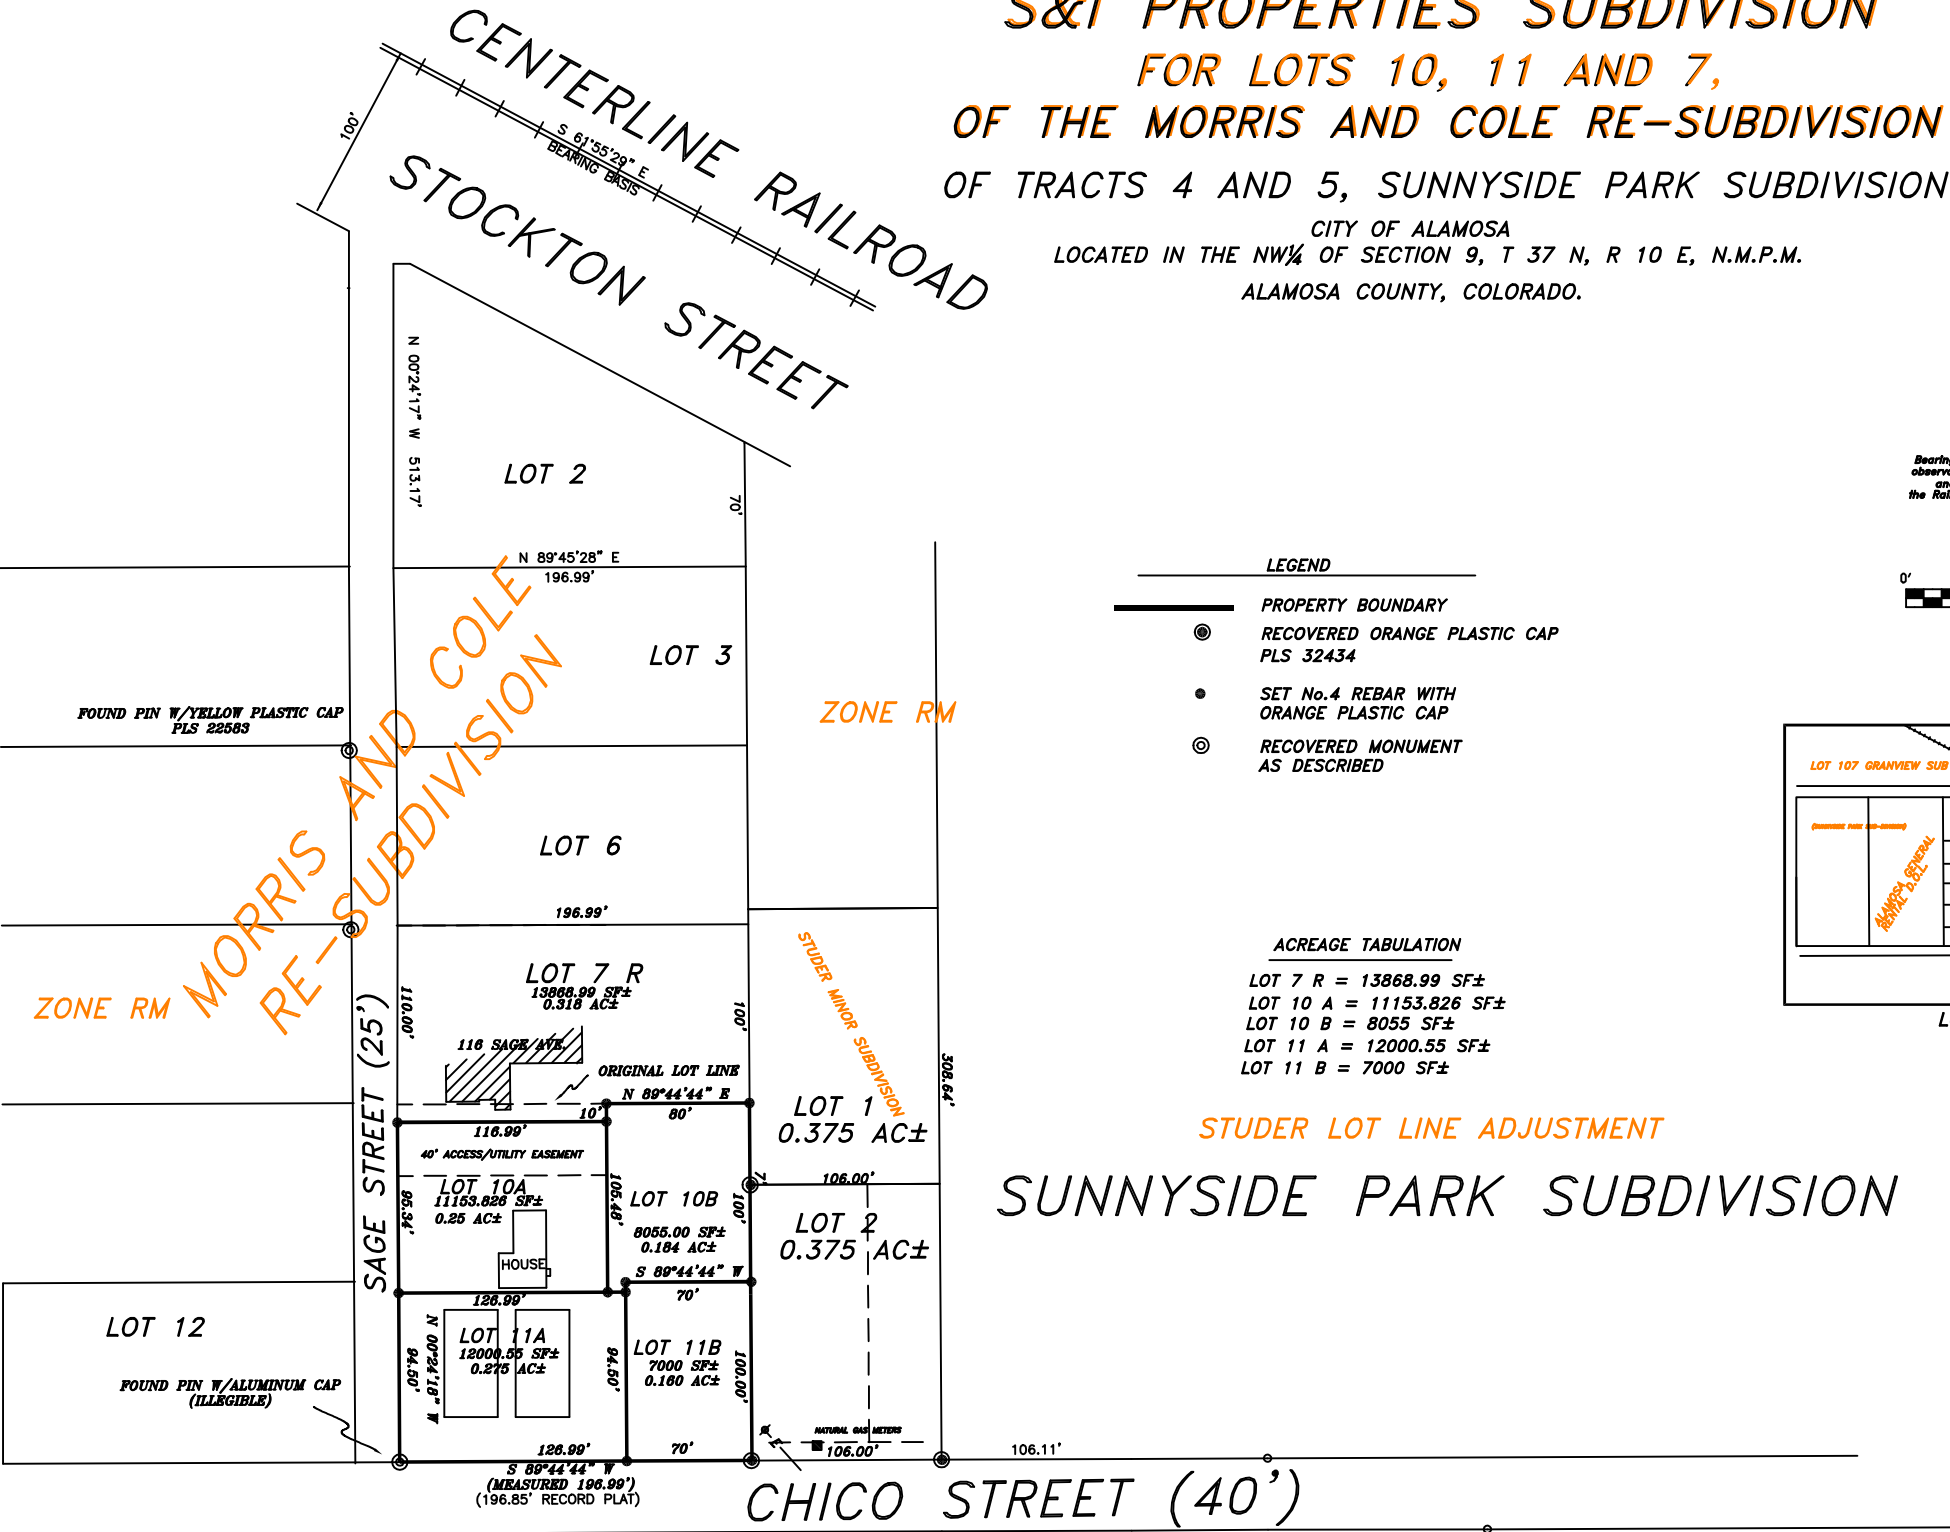 S&T PROPERTIES SUBDIVISION
FOR LOTS 10, 11 AND 7,
OF THE MORRIS AND COLE RE-SUBDIVISION
OF TRACTS 4 AND 5, SUNNYSIDE PARK SUBDIVISION
CITY OF ALAMOSA
LOCATED IN THE NW¼ OF SECTION 9, T 37 N, R 10 E, N.M.P.M.
ALAMOSA COUNTY, COLORADO.
CENTERLINE RAILROAD
100'
S 61°55'29" E
BEARING BASIS
STOCKTON STREET
N 00°24'17" W 513.17'
LOT 2
70'
N 89°45'28" E
196.99'
LOT 3
MORRIS AND COLE
RE-SUBDIVISION
FOUND PIN W/YELLOW PLASTIC CAP
PLS 22583
ZONE RM
LOT 6
196.99'
ZONE RM
LOT 7 R
13868.99 SF±
0.318 AC±
110.00'
100'
116 SAGE AVE.
ORIGINAL LOT LINE
N 89°44'44" E
10'
80'
116.99'
40' ACCESS/UTILITY EASEMENT
SAGE STREET (25')
LOT 10A
11153.826 SF±
0.25 AC±
95.34'
105.48'
HOUSE
LOT 10B
100'
8055.00 SF±
0.184 AC±
S 89°44'44" W
70'
126.99'
STUDER MINOR SUBDIVISION
308.64'
LOT 1
0.375 AC±
7'
106.00'
LOT 2
0.375 AC±
LOT 12
LOT 11A
12000.55 SF±
0.275 AC±
94.50'
N 00°24'18" W
94.50'
LOT 11B
7000 SF±
0.160 AC±
100.00'
FOUND PIN W/ALUMINUM CAP
(ILLEGIBLE)
NATURAL GAS METERS
E
106.00'
106.11'
126.99'
70'
S 89°44'44" W
(MEASURED 196.99')
(196.85' RECORD PLAT)
CHICO STREET (40')
LEGEND
PROPERTY BOUNDARY
RECOVERED ORANGE PLASTIC CAP
PLS 32434
SET No.4 REBAR WITH
ORANGE PLASTIC CAP
RECOVERED MONUMENT
AS DESCRIBED
ACREAGE TABULATION
LOT 7 R = 13868.99 SF±
LOT 10 A = 11153.826 SF±
LOT 10 B = 8055 SF±
LOT 11 A = 12000.55 SF±
LOT 11 B = 7000 SF±
STUDER LOT LINE ADJUSTMENT
SUNNYSIDE PARK SUBDIVISION
Bearing
observ
an
the Rai
0'
LOT 107 GRANVIEW SUB
ALAMOSA GENERAL
RENTAL D.O.L.
L